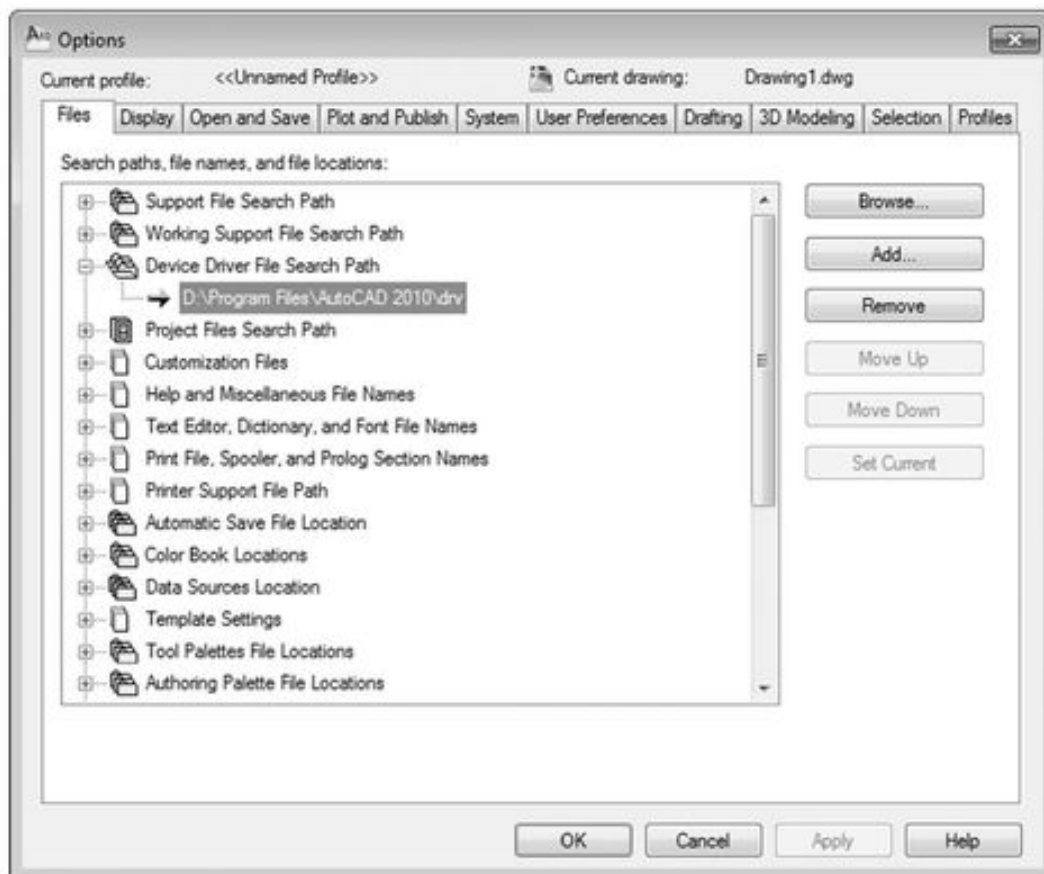 Options
Current profile: <<Unnamed Profile>> Current drawing: Drawing1.dwg
Files Display Open and Save Plot and Publish System User Preferences Drafting 3D Modeling Selection Profiles
Search paths, file names, and file locations:
Support File Search Path
Working Support File Search Path
Device Driver File Search Path
D:\Program Files\AutoCAD 2010\drv
Project Files Search Path
Customization Files
Help and Miscellaneous File Names
Text Editor, Dictionary, and Font File Names
Print File, Spooler, and Prolog Section Names
Printer Support File Path
Automatic Save File Location
Color Book Locations
Data Sources Location
Template Settings
Tool Palettes File Locations
Authoring Palette File Locations
Browse...
Add...
Remove
Move Up
Move Down
Set Current
OK Cancel Apply Help